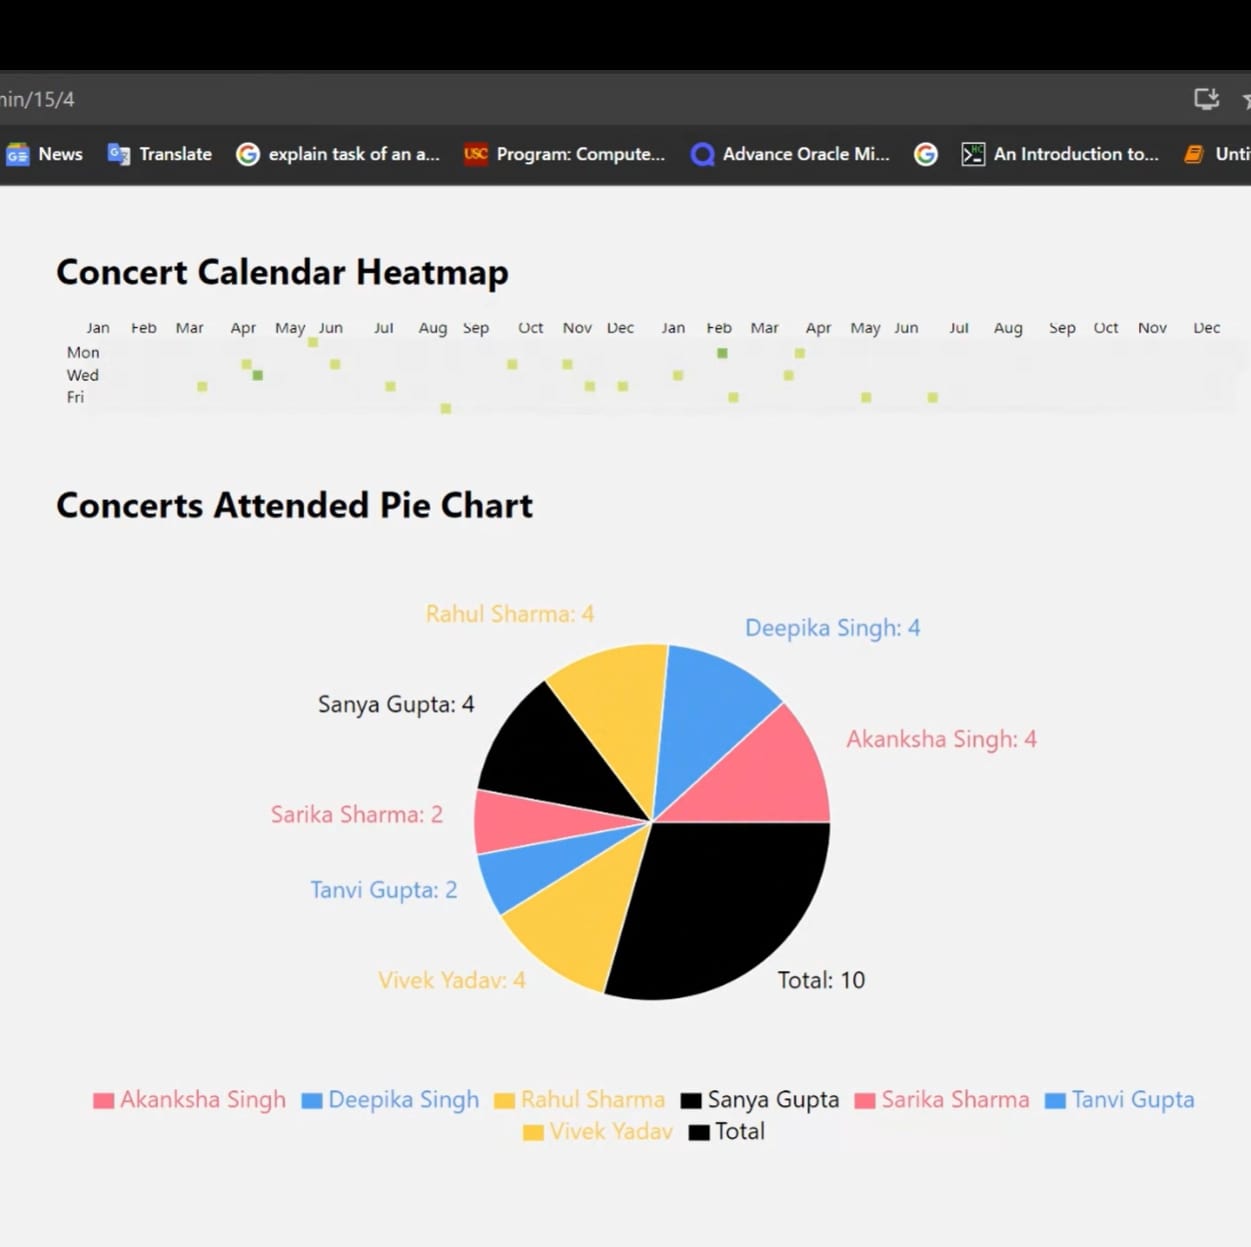 min/15/4
News Translate explain task of an a... USC Program: Compute... Advance Oracle Mi... An Introduction to... Unti
Concert Calendar Heatmap
Jan Feb Mar Apr May Jun Jul Aug Sep Oct Nov Dec Jan Feb Mar Apr May Jun Jul Aug Sep Oct Nov Dec
Mon
Wed
Fri
Concerts Attended Pie Chart
Rahul Sharma: 4
Deepika Singh: 4
Sanya Gupta: 4
Akanksha Singh: 4
Sarika Sharma: 2
Tanvi Gupta: 2
Vivek Yadav: 4
Total: 10
Akanksha Singh Deepika Singh Rahul Sharma Sanya Gupta Sarika Sharma Tanvi Gupta
Vivek Yadav Total